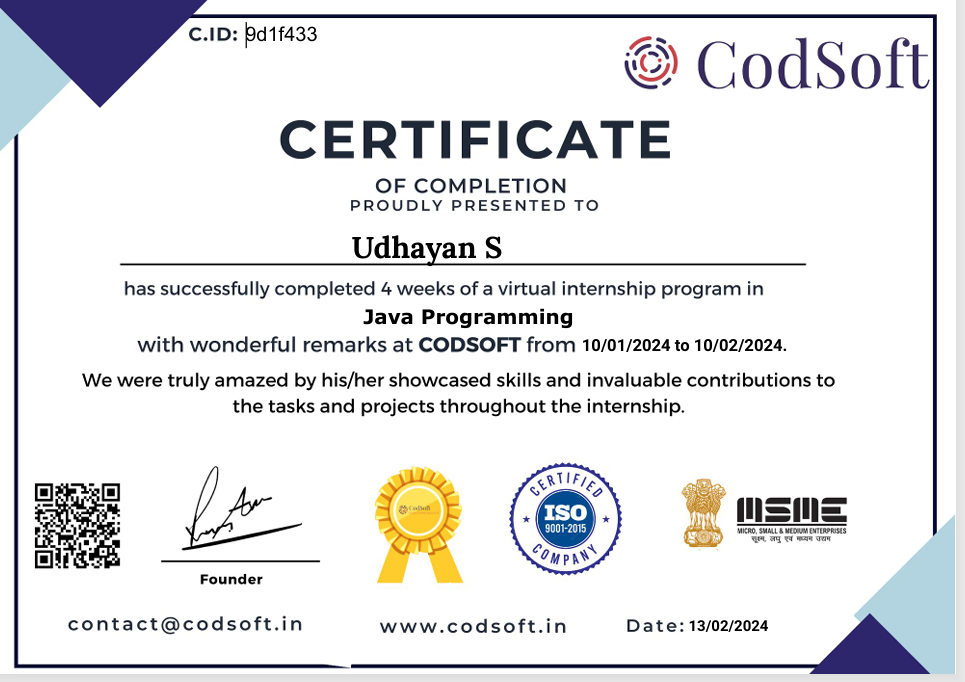 C.ID: 9d1f433
CodSoft
CERTIFICATE
OF COMPLETION
PROUDLY PRESENTED TO
Udhayan S
has successfully completed 4 weeks of a virtual internship program in
Java Programming
with wonderful remarks at CODSOFT from 10/01/2024 to 10/02/2024.
We were truly amazed by his/her showcased skills and invaluable contributions to
the tasks and projects throughout the internship.
Founder
CodSoft
CERTIFIED
ISO
9001-2015
COMPANY
MSME
MICRO, SMALL & MEDIUM ENTERPRISES
सूक्ष्म, लघु एवं मध्यम उद्यम
contact@codsoft.in
www.codsoft.in
Date: 13/02/2024